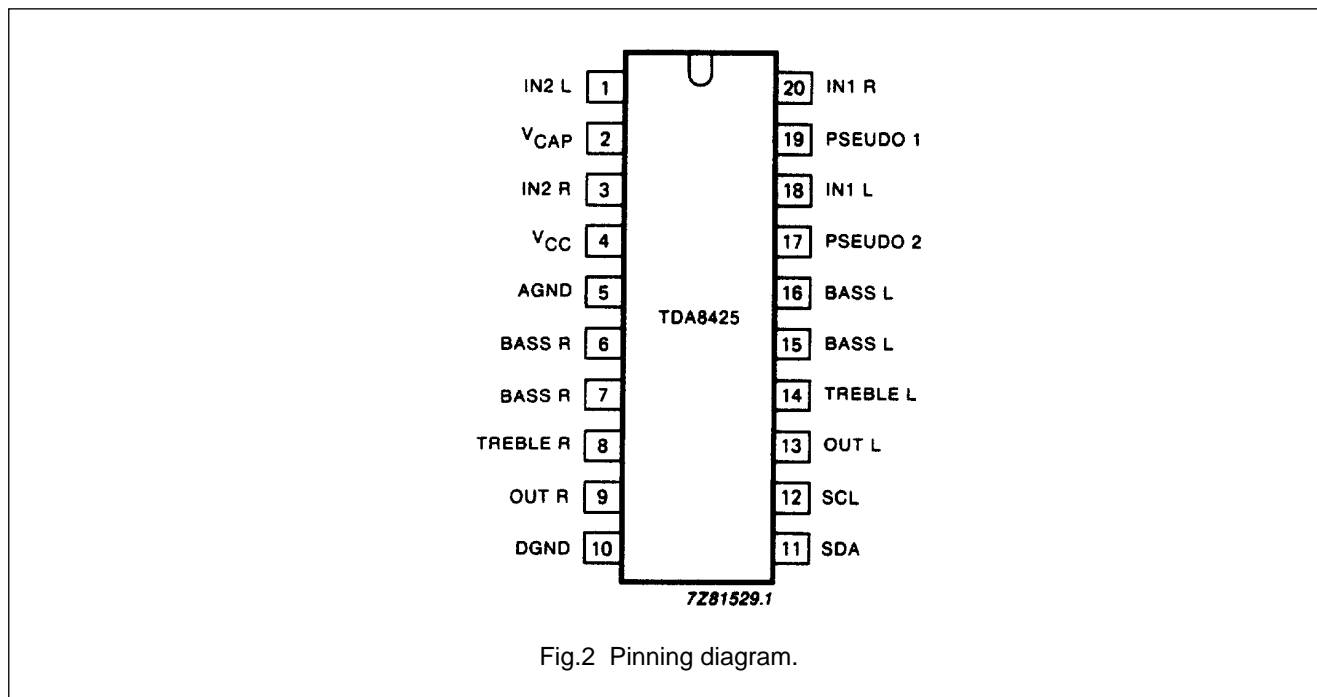 IN2 L 1 20 IN1 R
VCAP 2 19 PSEUDO 1
IN2 R 3 18 IN1 L
VCC 4 17 PSEUDO 2
AGND 5 16 BASS L
TDA8425
BASS R 6 15 BASS L
BASS R 7 14 TREBLE L
TREBLE R 8 13 OUT L
OUT R 9 12 SCL
DGND 10 11 SDA
7Z81529.1
Fig.2 Pinning diagram.